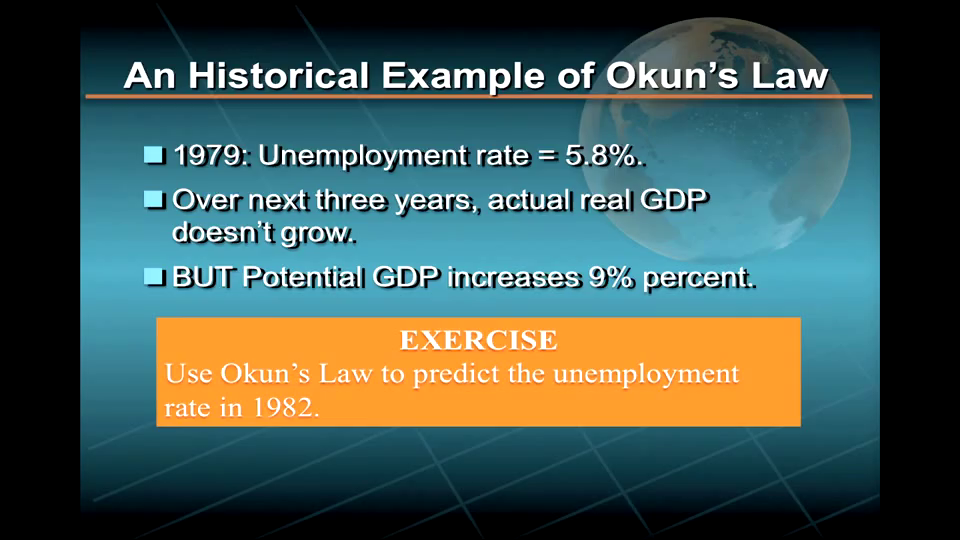 An Historical Example of Okun’s Law
1979: Unemployment rate = 5.8%.
Over next three years, actual real GDP
doesn’t grow.
BUT Potential GDP increases 9% percent.
EXERCISE
Use Okun’s Law to predict the unemployment
rate in 1982.